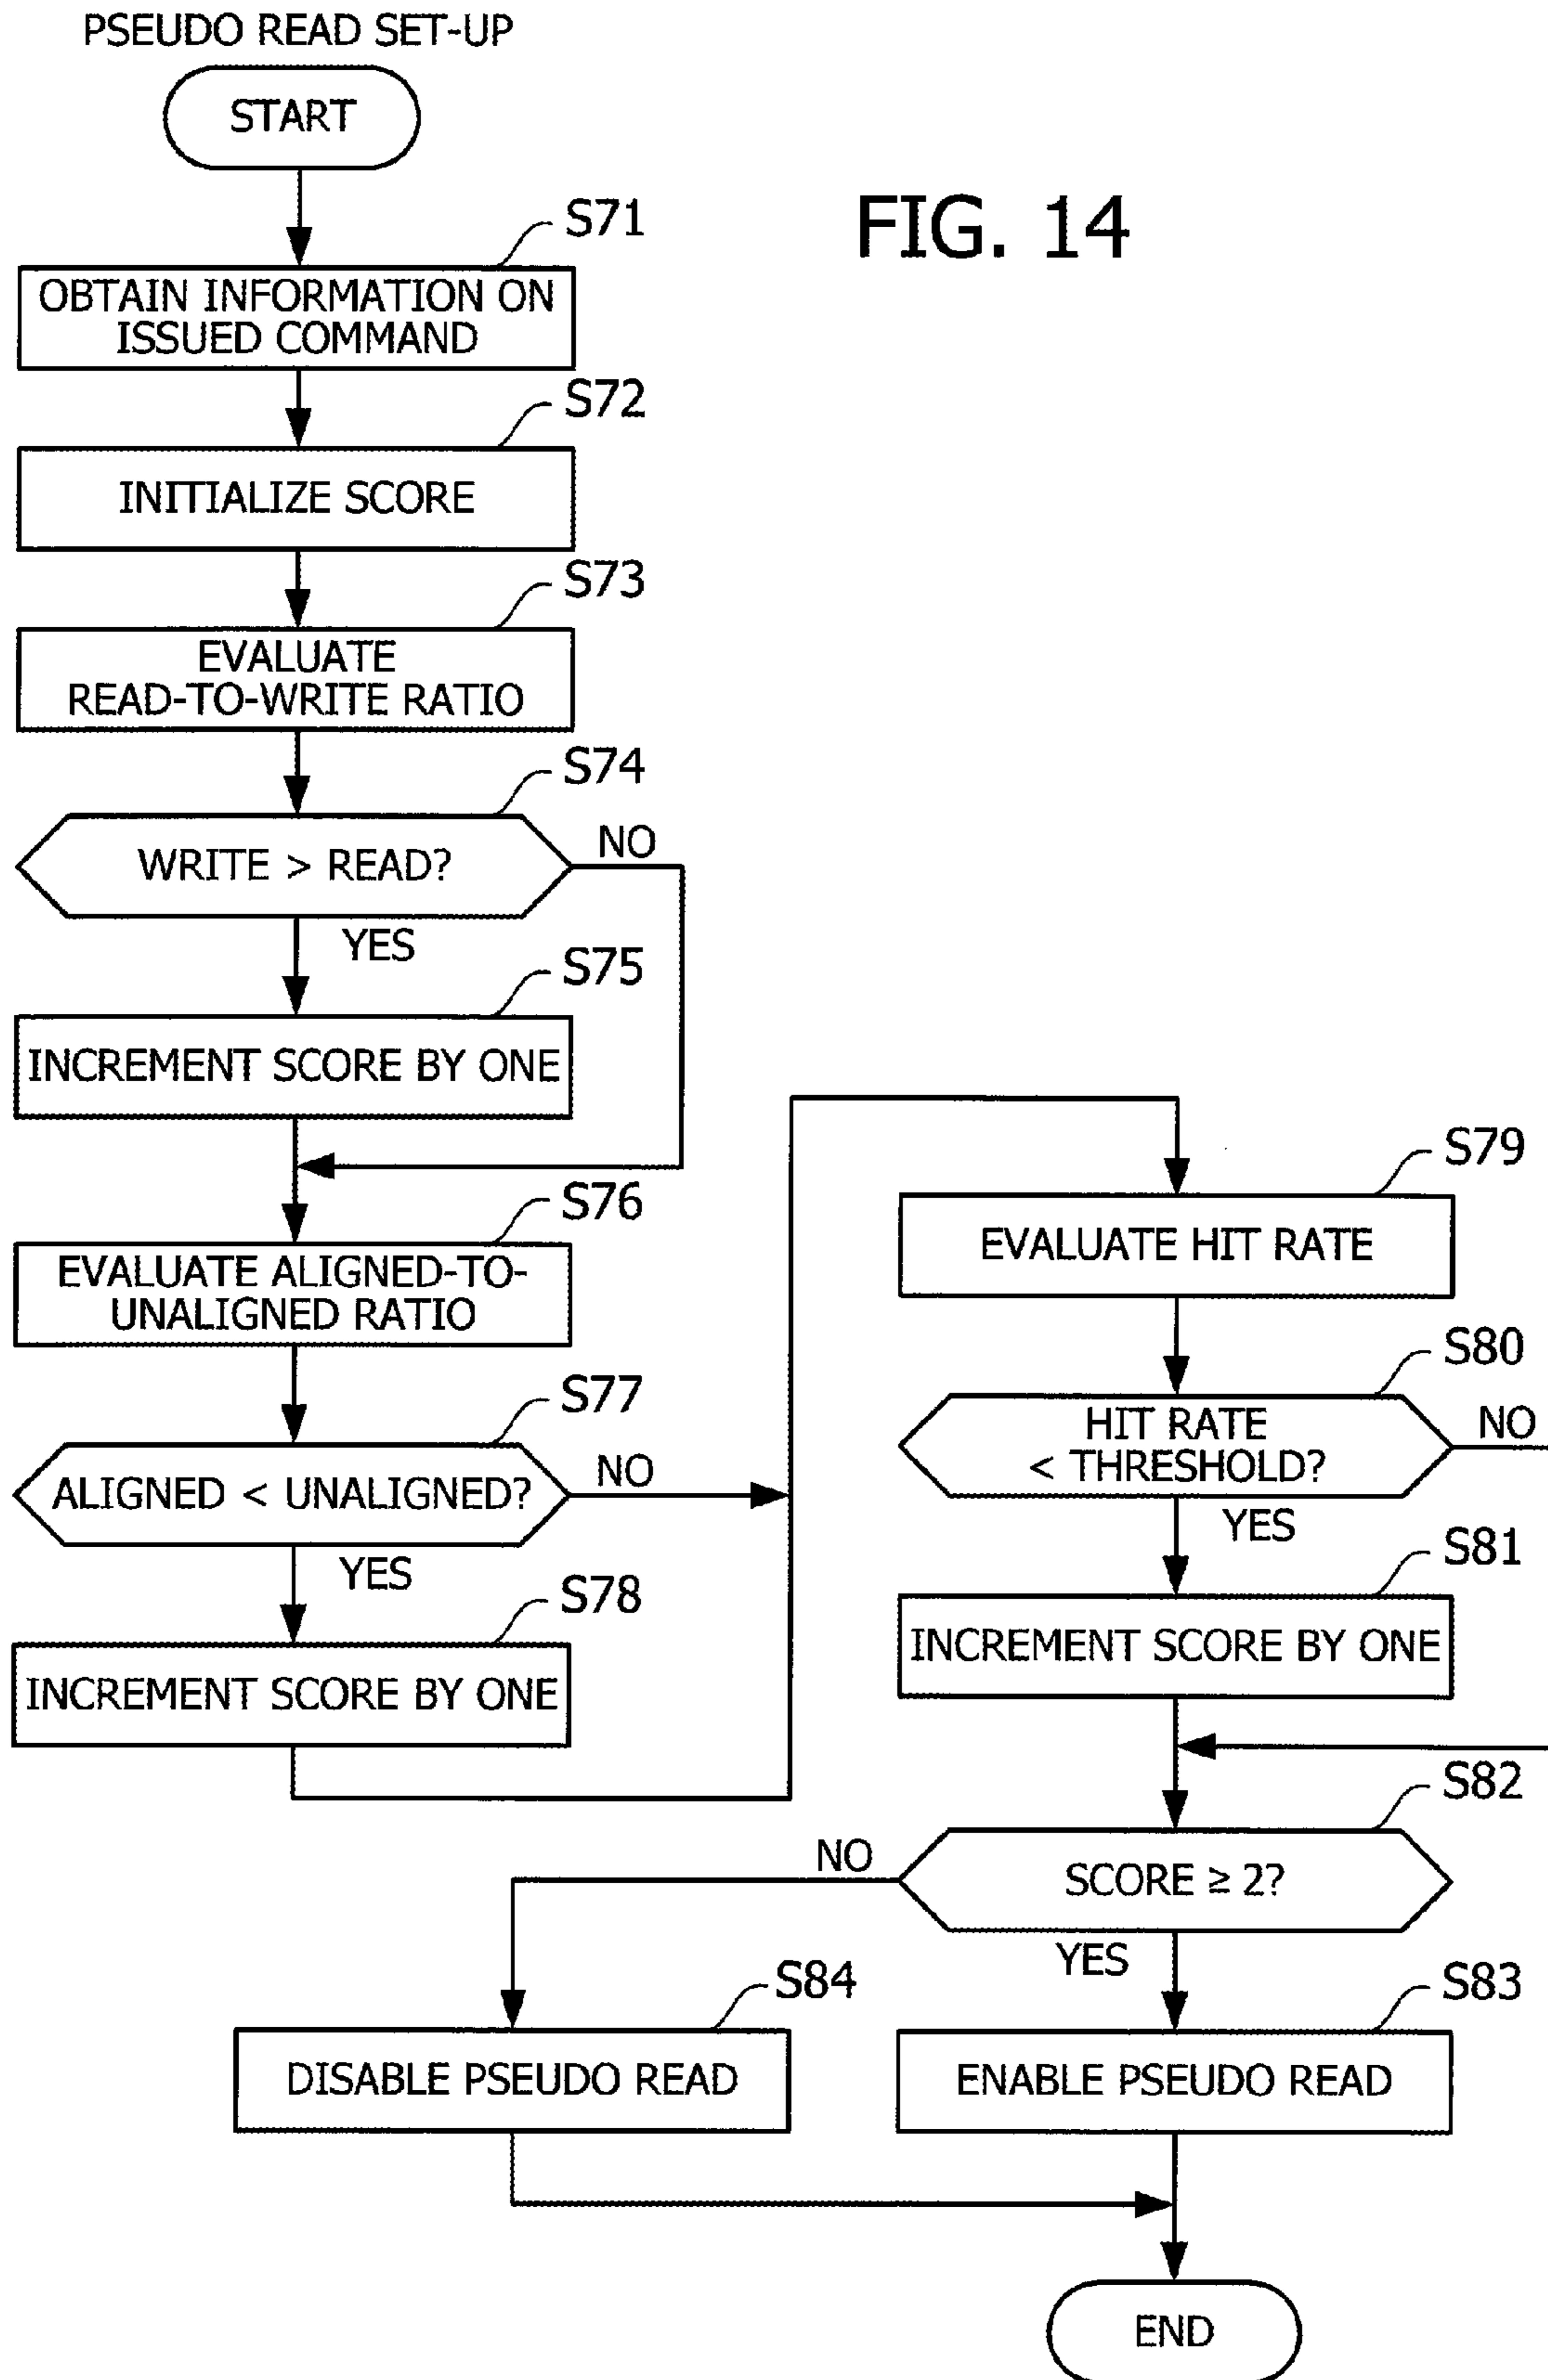 PSEUDO READ SET-UP
START
FIG. 14
S71
OBTAIN INFORMATION ON
ISSUED COMMAND
S72
INITIALIZE SCORE
S73
EVALUATE
READ-TO-WRITE RATIO
S74
WRITE > READ?
NO
YES
S75
INCREMENT SCORE BY ONE
S76
EVALUATE ALIGNED-TO-
UNALIGNED RATIO
S77
ALIGNED < UNALIGNED?
NO
YES
S78
INCREMENT SCORE BY ONE
S79
EVALUATE HIT RATE
S80
HIT RATE
< THRESHOLD?
NO
YES
S81
INCREMENT SCORE BY ONE
S82
SCORE ≥ 2?
NO
YES
S84
DISABLE PSEUDO READ
S83
ENABLE PSEUDO READ
END